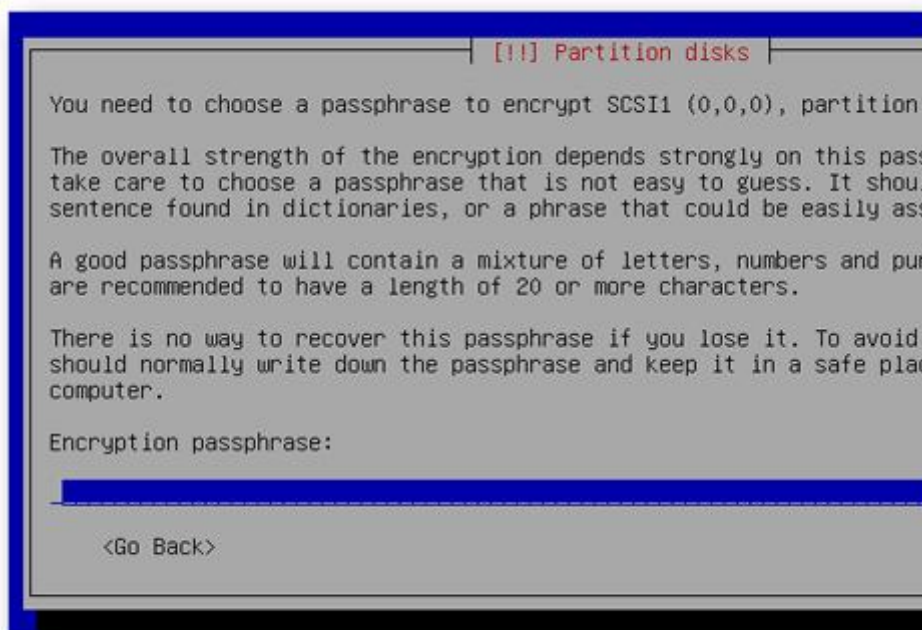 [!!] Partition disks
You need to choose a passphrase to encrypt SCSI1 (0,0,0), partition
The overall strength of the encryption depends strongly on this
take care to choose a passphrase that is not easy to guess. It
sentence found in dictionaries, or a phrase that could be easily
A good passphrase will contain a mixture of letters, numbers and
are recommended to have a length of 20 or more characters.
There is no way to recover this passphrase if you lose it. To avoid
should normally write down the passphrase and keep it in a safe
computer.
Encryption passphrase:
<Go Back>